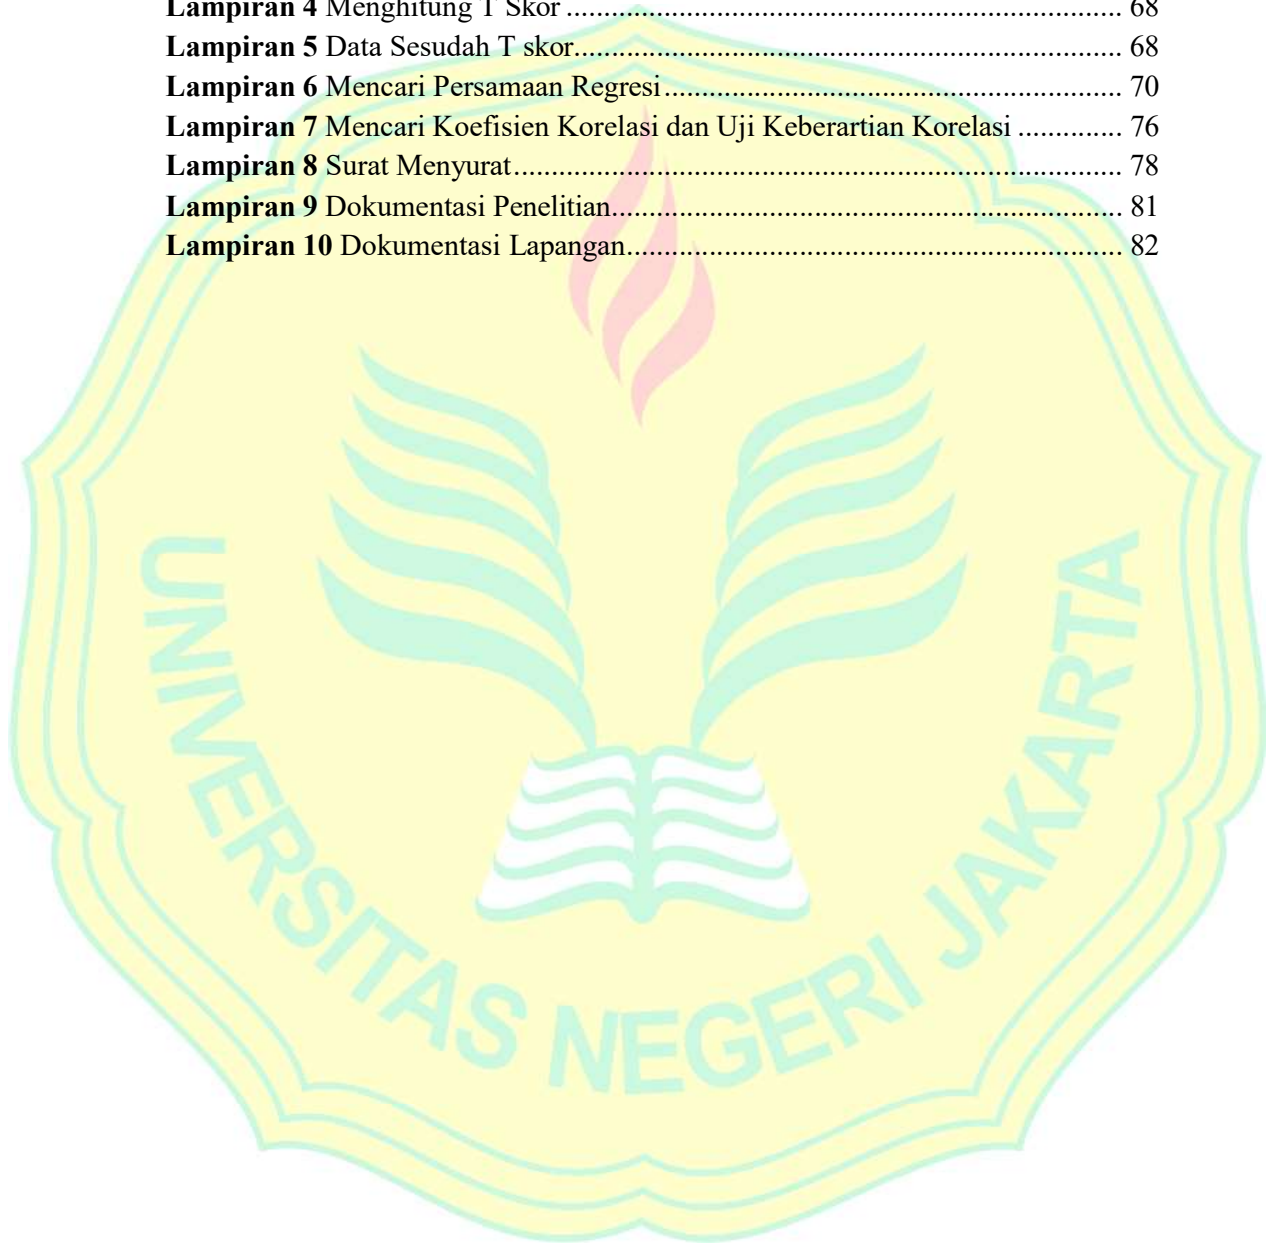 Lampiran 4 Menghitung T Skor ........................................................................... 68
Lampiran 5 Data Sesudah T skor.......................................................................... 68
Lampiran 6 Mencari Persamaan Regresi.............................................................. 70
Lampiran 7 Mencari Koefisien Korelasi dan Uji Keberartian Korelasi .............. 76
Lampiran 8 Surat Menyurat.................................................................................. 78
Lampiran 9 Dokumentasi Penelitian..................................................................... 81
Lampiran 10 Dokumentasi Lapangan................................................................... 82
UNIVERSITAS NEGERI JAKARTA